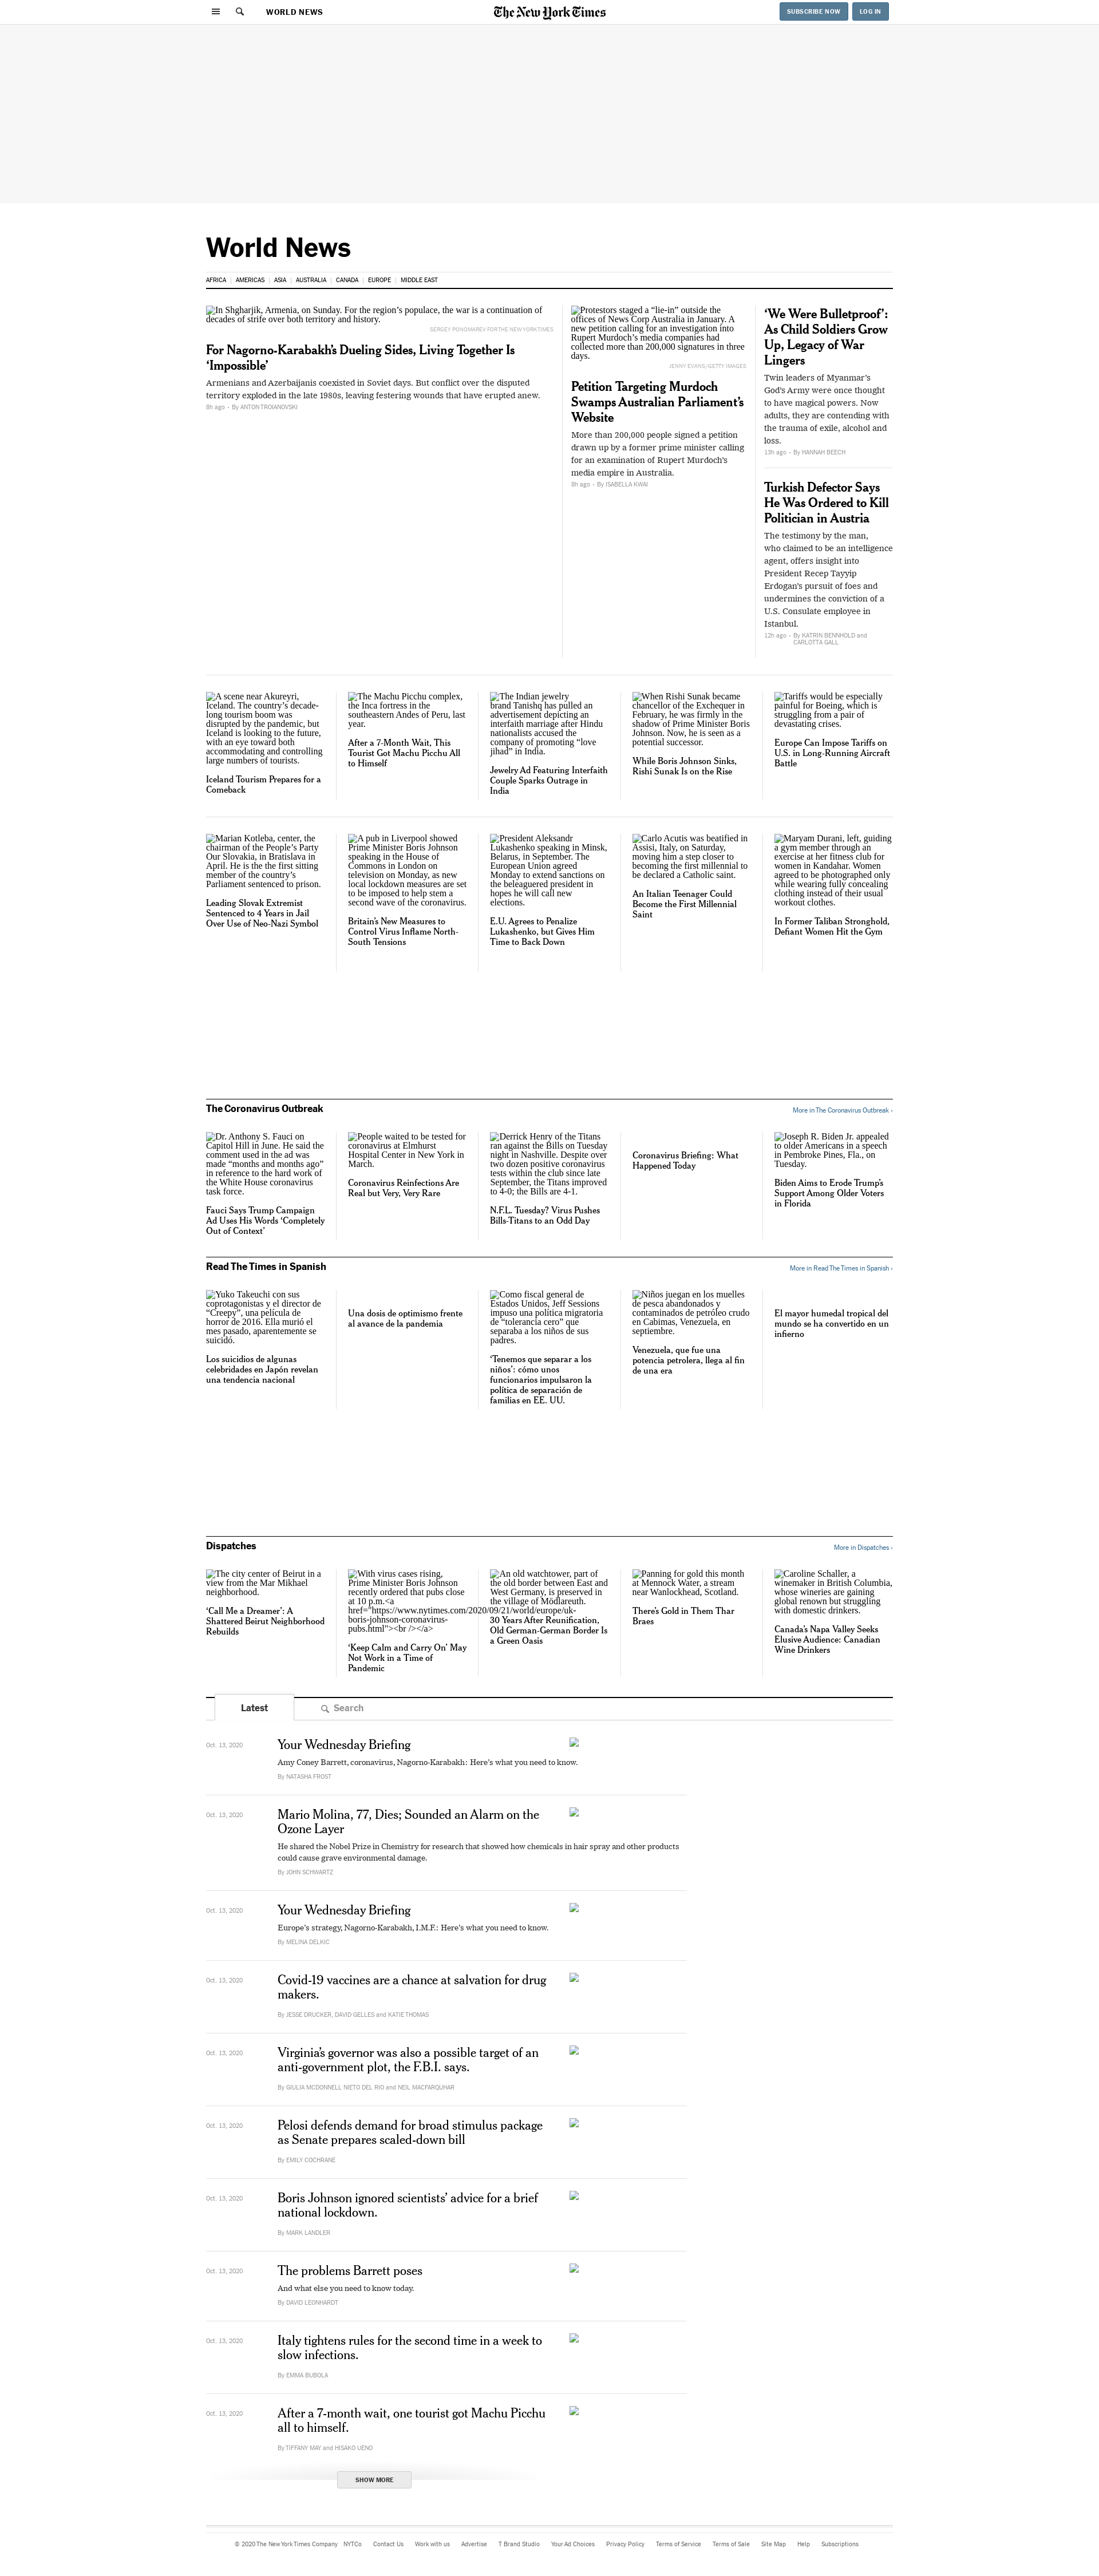 WORLD NEWS
The New York Times
SUBSCRIBE NOW
LOG IN
World News
AFRICA | AMERICAS | ASIA | AUSTRALIA | CANADA | EUROPE | MIDDLE EAST
In Shgharjik, Armenia, on Sunday. For the region’s populace, the war is a continuation of
decades of strife over both territory and history.
SERGEY PONOMAREV FOR THE NEW YORK TIMES
For Nagorno-Karabakh’s Dueling Sides, Living Together Is
‘Impossible’
Armenians and Azerbaijanis coexisted in Soviet days. But conflict over the disputed
territory exploded in the late 1980s, leaving festering wounds that have erupted anew.
8h ago • By ANTON TROIANOVSKI
Protestors staged a “lie-in” outside the
offices of News Corp Australia in January. A
new petition calling for an investigation into
Rupert Murdoch’s media companies had
collected more than 200,000 signatures in three
days.
JENNY EVANS/GETTY IMAGES
Petition Targeting Murdoch
Swamps Australian Parliament’s
Website
More than 200,000 people signed a petition
drawn up by a former prime minister calling
for an examination of Rupert Murdoch’s
media empire in Australia.
8h ago • By ISABELLA KWAI
‘We Were Bulletproof’:
As Child Soldiers Grow
Up, Legacy of War
Lingers
Twin leaders of Myanmar’s
God’s Army were once thought
to have magical powers. Now
adults, they are contending with
the trauma of exile, alcohol and
loss.
13h ago • By HANNAH BEECH
Turkish Defector Says
He Was Ordered to Kill
Politician in Austria
The testimony by the man,
who claimed to be an intelligence
agent, offers insight into
President Recep Tayyip
Erdogan’s pursuit of foes and
undermines the conviction of a
U.S. Consulate employee in
Istanbul.
12h ago • By KATRIN BENNHOLD and
CARLOTTA GALL
A scene near Akureyri,
Iceland. The country’s decade-
long tourism boom was
disrupted by the pandemic, but
Iceland is looking to the future,
with an eye toward both
accommodating and controlling
large numbers of tourists.
Iceland Tourism Prepares for a
Comeback
The Machu Picchu complex,
the Inca fortress in the
southeastern Andes of Peru, last
year.
After a 7-Month Wait, This
Tourist Got Machu Picchu All
to Himself
The Indian jewelry
brand Tanishq has pulled an
advertisement depicting an
interfaith marriage after Hindu
nationalists accused the
company of promoting “love
jihad” in India.
Jewelry Ad Featuring Interfaith
Couple Sparks Outrage in
India
When Rishi Sunak became
chancellor of the Exchequer in
February, he was firmly in the
shadow of Prime Minister Boris
Johnson. Now, he is seen as a
potential successor.
While Boris Johnson Sinks,
Rishi Sunak Is on the Rise
Tariffs would be especially
painful for Boeing, which is
struggling from a pair of
devastating crises.
Europe Can Impose Tariffs on
U.S. in Long-Running Aircraft
Battle
Marian Kotleba, center, the
chairman of the People’s Party
Our Slovakia, in Bratislava in
April. He is the the first sitting
member of the country’s
Parliament sentenced to prison.
Leading Slovak Extremist
Sentenced to 4 Years in Jail
Over Use of Neo-Nazi Symbol
A pub in Liverpool showed
Prime Minister Boris Johnson
speaking in the House of
Commons in London on
television on Monday, as new
local lockdown measures are set
to be imposed to help stem a
second wave of the coronavirus.
Britain’s New Measures to
Control Virus Inflame North-
South Tensions
President Aleksandr
Lukashenko speaking in Minsk,
Belarus, in September. The
European Union agreed
Monday to extend sanctions on
the beleaguered president in
hopes he will call new
elections.
E.U. Agrees to Penalize
Lukashenko, but Gives Him
Time to Back Down
Carlo Acutis was beatified in
Assisi, Italy, on Saturday,
moving him a step closer to
becoming the first millennial to
be declared a Catholic saint.
An Italian Teenager Could
Become the First Millennial
Saint
Maryam Durani, left, guiding
a gym member through an
exercise at her fitness club for
women in Kandahar. Women
agreed to be photographed only
while wearing fully concealing
clothing instead of their usual
workout clothes.
In Former Taliban Stronghold,
Defiant Women Hit the Gym
The Coronavirus Outbreak
More in The Coronavirus Outbreak ›
Dr. Anthony S. Fauci on
Capitol Hill in June. He said the
comment used in the ad was
made “months and months ago”
in reference to the hard work of
the White House coronavirus
task force.
Fauci Says Trump Campaign
Ad Uses His Words ‘Completely
Out of Context’
People waited to be tested for
coronavirus at Elmhurst
Hospital Center in New York in
March.
Coronavirus Reinfections Are
Real but Very, Very Rare
Derrick Henry of the Titans
ran against the Bills on Tuesday
night in Nashville. Despite over
two dozen positive coronavirus
tests within the club since late
September, the Titans improved
to 4-0; the Bills are 4-1.
N.F.L. Tuesday? Virus Pushes
Bills-Titans to an Odd Day
Coronavirus Briefing: What
Happened Today
Joseph R. Biden Jr. appealed
to older Americans in a speech
in Pembroke Pines, Fla., on
Tuesday.
Biden Aims to Erode Trump’s
Support Among Older Voters
in Florida
Read The Times in Spanish
More in Read The Times in Spanish ›
Yuko Takeuchi con sus
coprotagonistas y el director de
“Creepy”, una película de
horror de 2016. Ella murió el
mes pasado, aparentemente se
suicidó.
Los suicidios de algunas
celebridades en Japón revelan
una tendencia nacional
Una dosis de optimismo frente
al avance de la pandemia
Como fiscal general de
Estados Unidos, Jeff Sessions
impuso una política migratoria
de “tolerancia cero” que
separaba a los niños de sus
padres.
‘Tenemos que separar a los
niños’: cómo unos
funcionarios impulsaron la
política de separación de
familias en EE. UU.
Niños juegan en los muelles
de pesca abandonados y
contaminados de petróleo crudo
en Cabimas, Venezuela, en
septiembre.
Venezuela, que fue una
potencia petrolera, llega al fin
de una era
El mayor humedal tropical del
mundo se ha convertido en un
infierno
Dispatches
More in Dispatches ›
The city center of Beirut in a
view from the Mar Mikhael
neighborhood.
‘Call Me a Dreamer’: A
Shattered Beirut Neighborhood
Rebuilds
With virus cases rising,
Prime Minister Boris Johnson
recently ordered that pubs close
at 10 p.m.<a
href="https://www.nytimes.com/2020/09/21/world/europe/uk-
boris-johnson-coronavirus-
pubs.html"><br /></a>
‘Keep Calm and Carry On’ May
Not Work in a Time of
Pandemic
An old watchtower, part of
the old border between East and
West Germany, is preserved in
the village of Mödlareuth.
30 Years After Reunification,
Old German-German Border Is
a Green Oasis
Panning for gold this month
at Mennock Water, a stream
near Wanlockhead, Scotland.
There’s Gold in Them Thar
Braes
Caroline Schaller, a
winemaker in British Columbia,
whose wineries are gaining
global renown but struggling
with domestic drinkers.
Canada’s Napa Valley Seeks
Elusive Audience: Canadian
Wine Drinkers
Latest
Search
Oct. 13, 2020
Your Wednesday Briefing
Amy Coney Barrett, coronavirus, Nagorno-Karabakh: Here’s what you need to know.
By NATASHA FROST
Oct. 13, 2020
Mario Molina, 77, Dies; Sounded an Alarm on the
Ozone Layer
He shared the Nobel Prize in Chemistry for research that showed how chemicals in hair spray and other products
could cause grave environmental damage.
By JOHN SCHWARTZ
Oct. 13, 2020
Your Wednesday Briefing
Europe’s strategy, Nagorno-Karabakh, I.M.F.: Here’s what you need to know.
By MELINA DELKIC
Oct. 13, 2020
Covid-19 vaccines are a chance at salvation for drug
makers.
By JESSE DRUCKER, DAVID GELLES and KATIE THOMAS
Oct. 13, 2020
Virginia’s governor was also a possible target of an
anti-government plot, the F.B.I. says.
By GIULIA MCDONNELL NIETO DEL RIO and NEIL MACFARQUHAR
Oct. 13, 2020
Pelosi defends demand for broad stimulus package
as Senate prepares scaled-down bill
By EMILY COCHRANE
Oct. 13, 2020
Boris Johnson ignored scientists’ advice for a brief
national lockdown.
By MARK LANDLER
Oct. 13, 2020
The problems Barrett poses
And what else you need to know today.
By DAVID LEONHARDT
Oct. 13, 2020
Italy tightens rules for the second time in a week to
slow infections.
By EMMA BUBOLA
Oct. 13, 2020
After a 7-month wait, one tourist got Machu Picchu
all to himself.
By TIFFANY MAY and HISAKO UENO
SHOW MORE
© 2020 The New York Times Company NYTCo Contact Us Work with us Advertise T Brand Studio Your Ad Choices Privacy Policy Terms of Service Terms of Sale Site Map Help Subscriptions